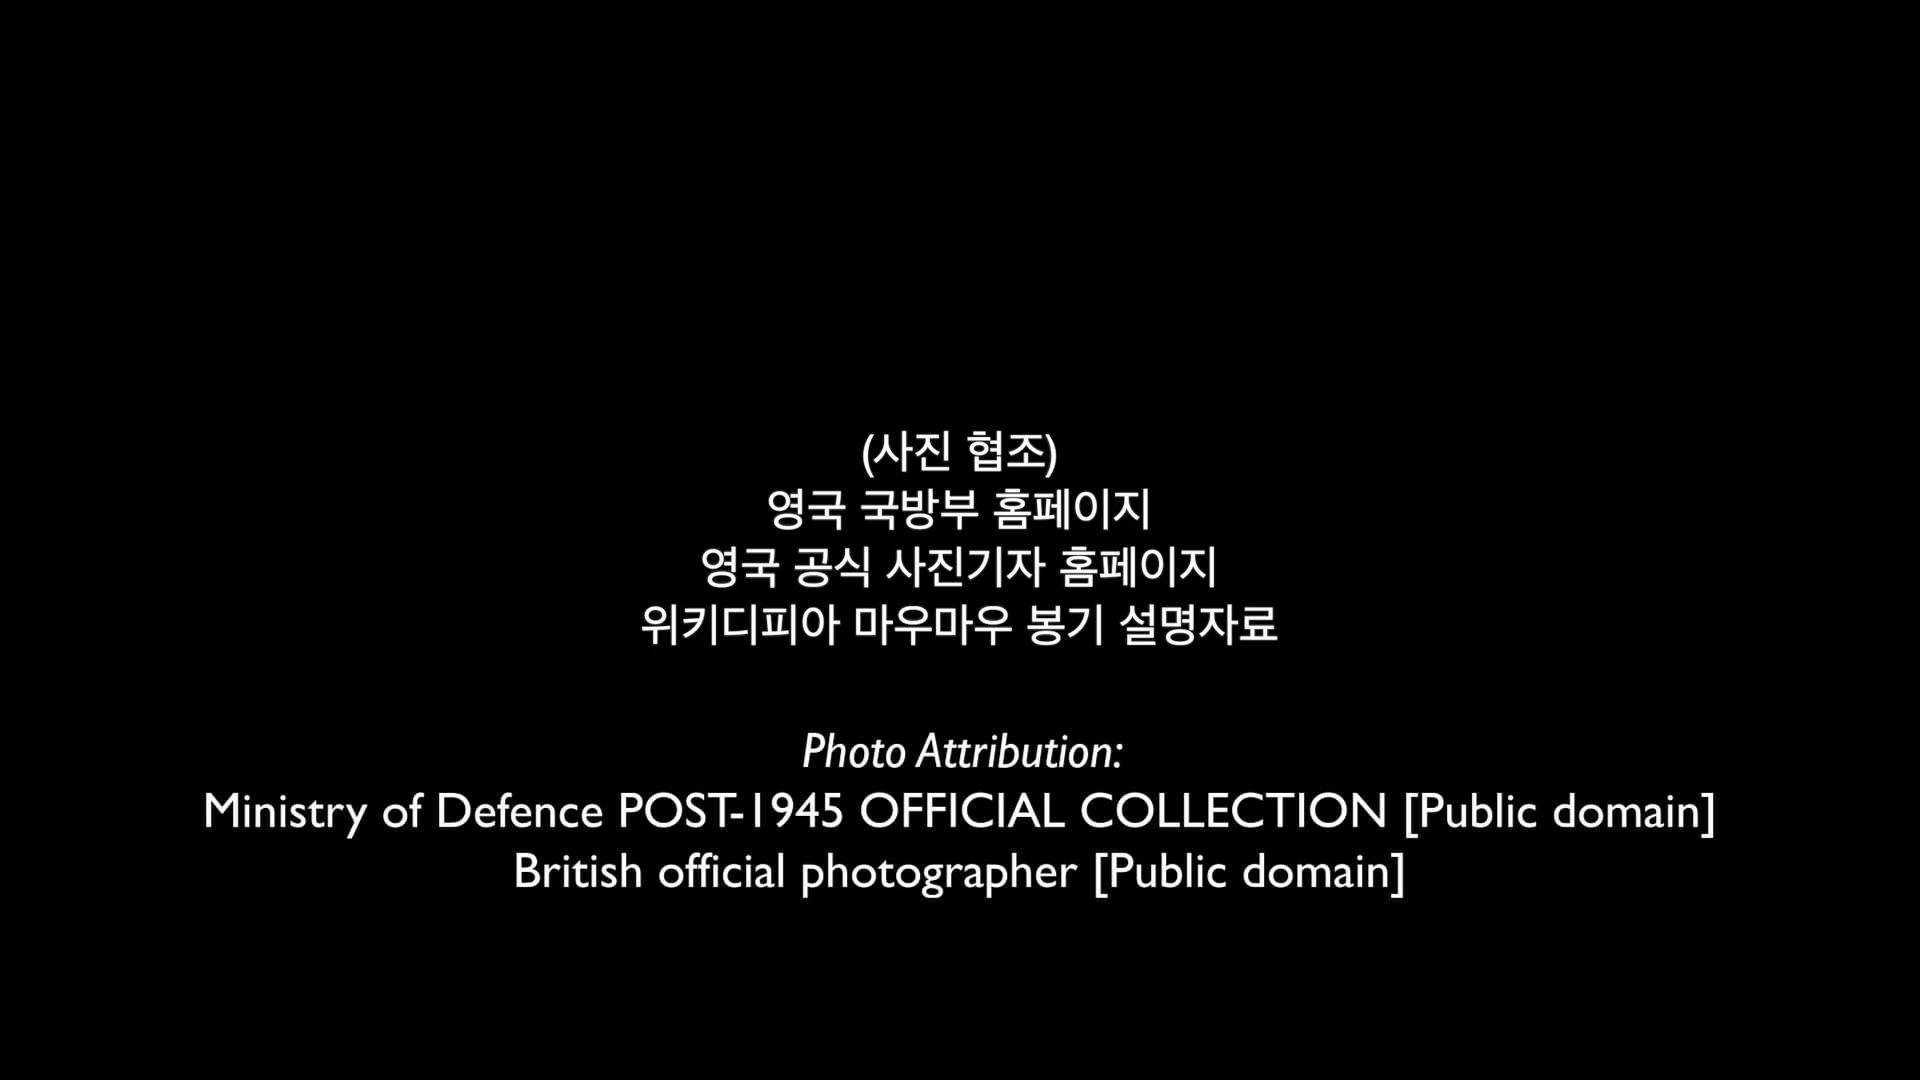 (사진 협조)
영국 국방부 홈페이지
영국 공식 사진기자 홈페이지
위키디피아 마우마우 봉기 설명자료
Photo Attribution:
Ministry of Defence POST-1945 OFFICIAL COLLECTION [Public domain]
British official photographer [Public domain]